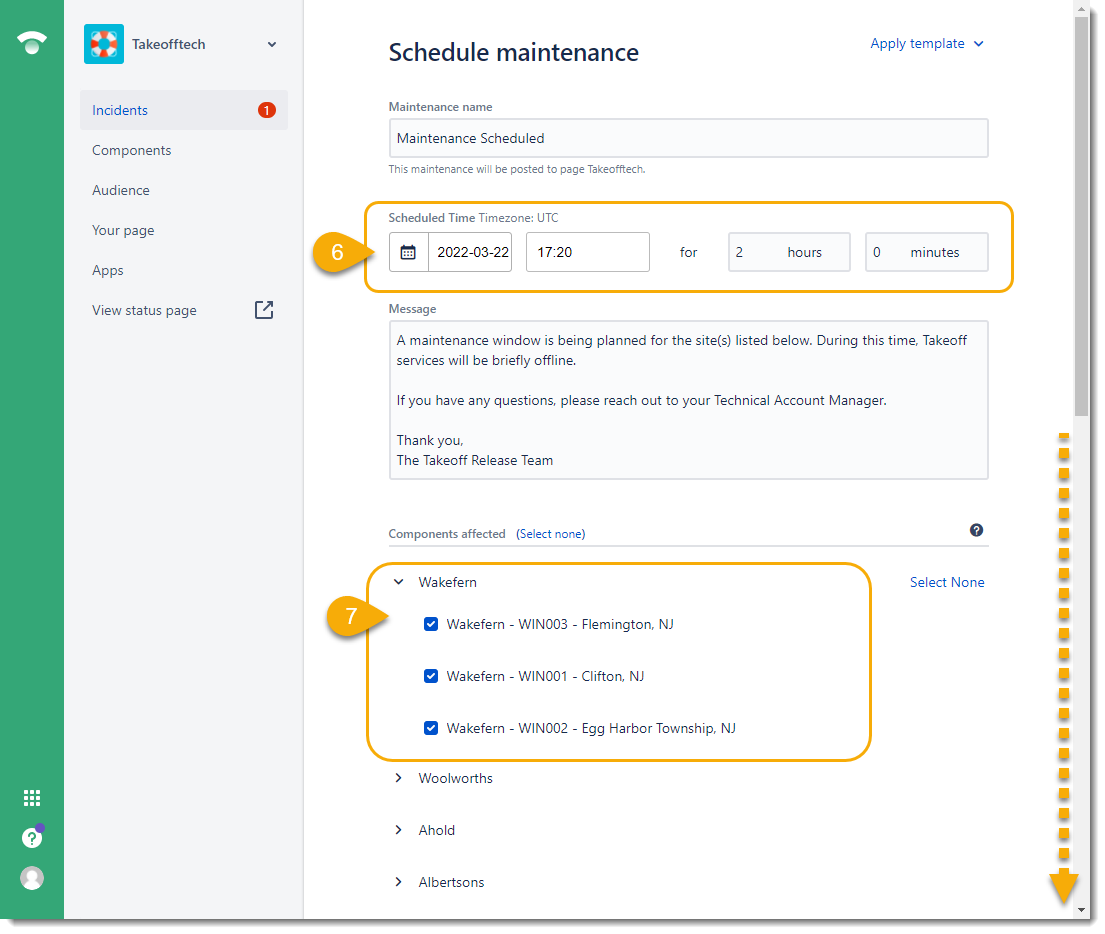 Takeofftech
Incidents 1
Components
Audience
Your page
Apps
View status page
?
Schedule maintenance
Apply template
Maintenance name
Maintenance Scheduled
This maintenance will be posted to page Takeofftech.
Scheduled Time Timezone: UTC
6 2022-03-22 17:20 for 2 hours 0 minutes
Message
A maintenance window is being planned for the site(s) listed below. During this time, Takeoff
services will be briefly offline.
If you have any questions, please reach out to your Technical Account Manager.
Thank you,
The Takeoff Release Team
Components affected (Select none) ?
Wakefern Select None
7 Wakefern - WIN003 - Flemington, NJ
Wakefern - WIN001 - Clifton, NJ
Wakefern - WIN002 - Egg Harbor Township, NJ
Woolworths
Ahold
Albertsons